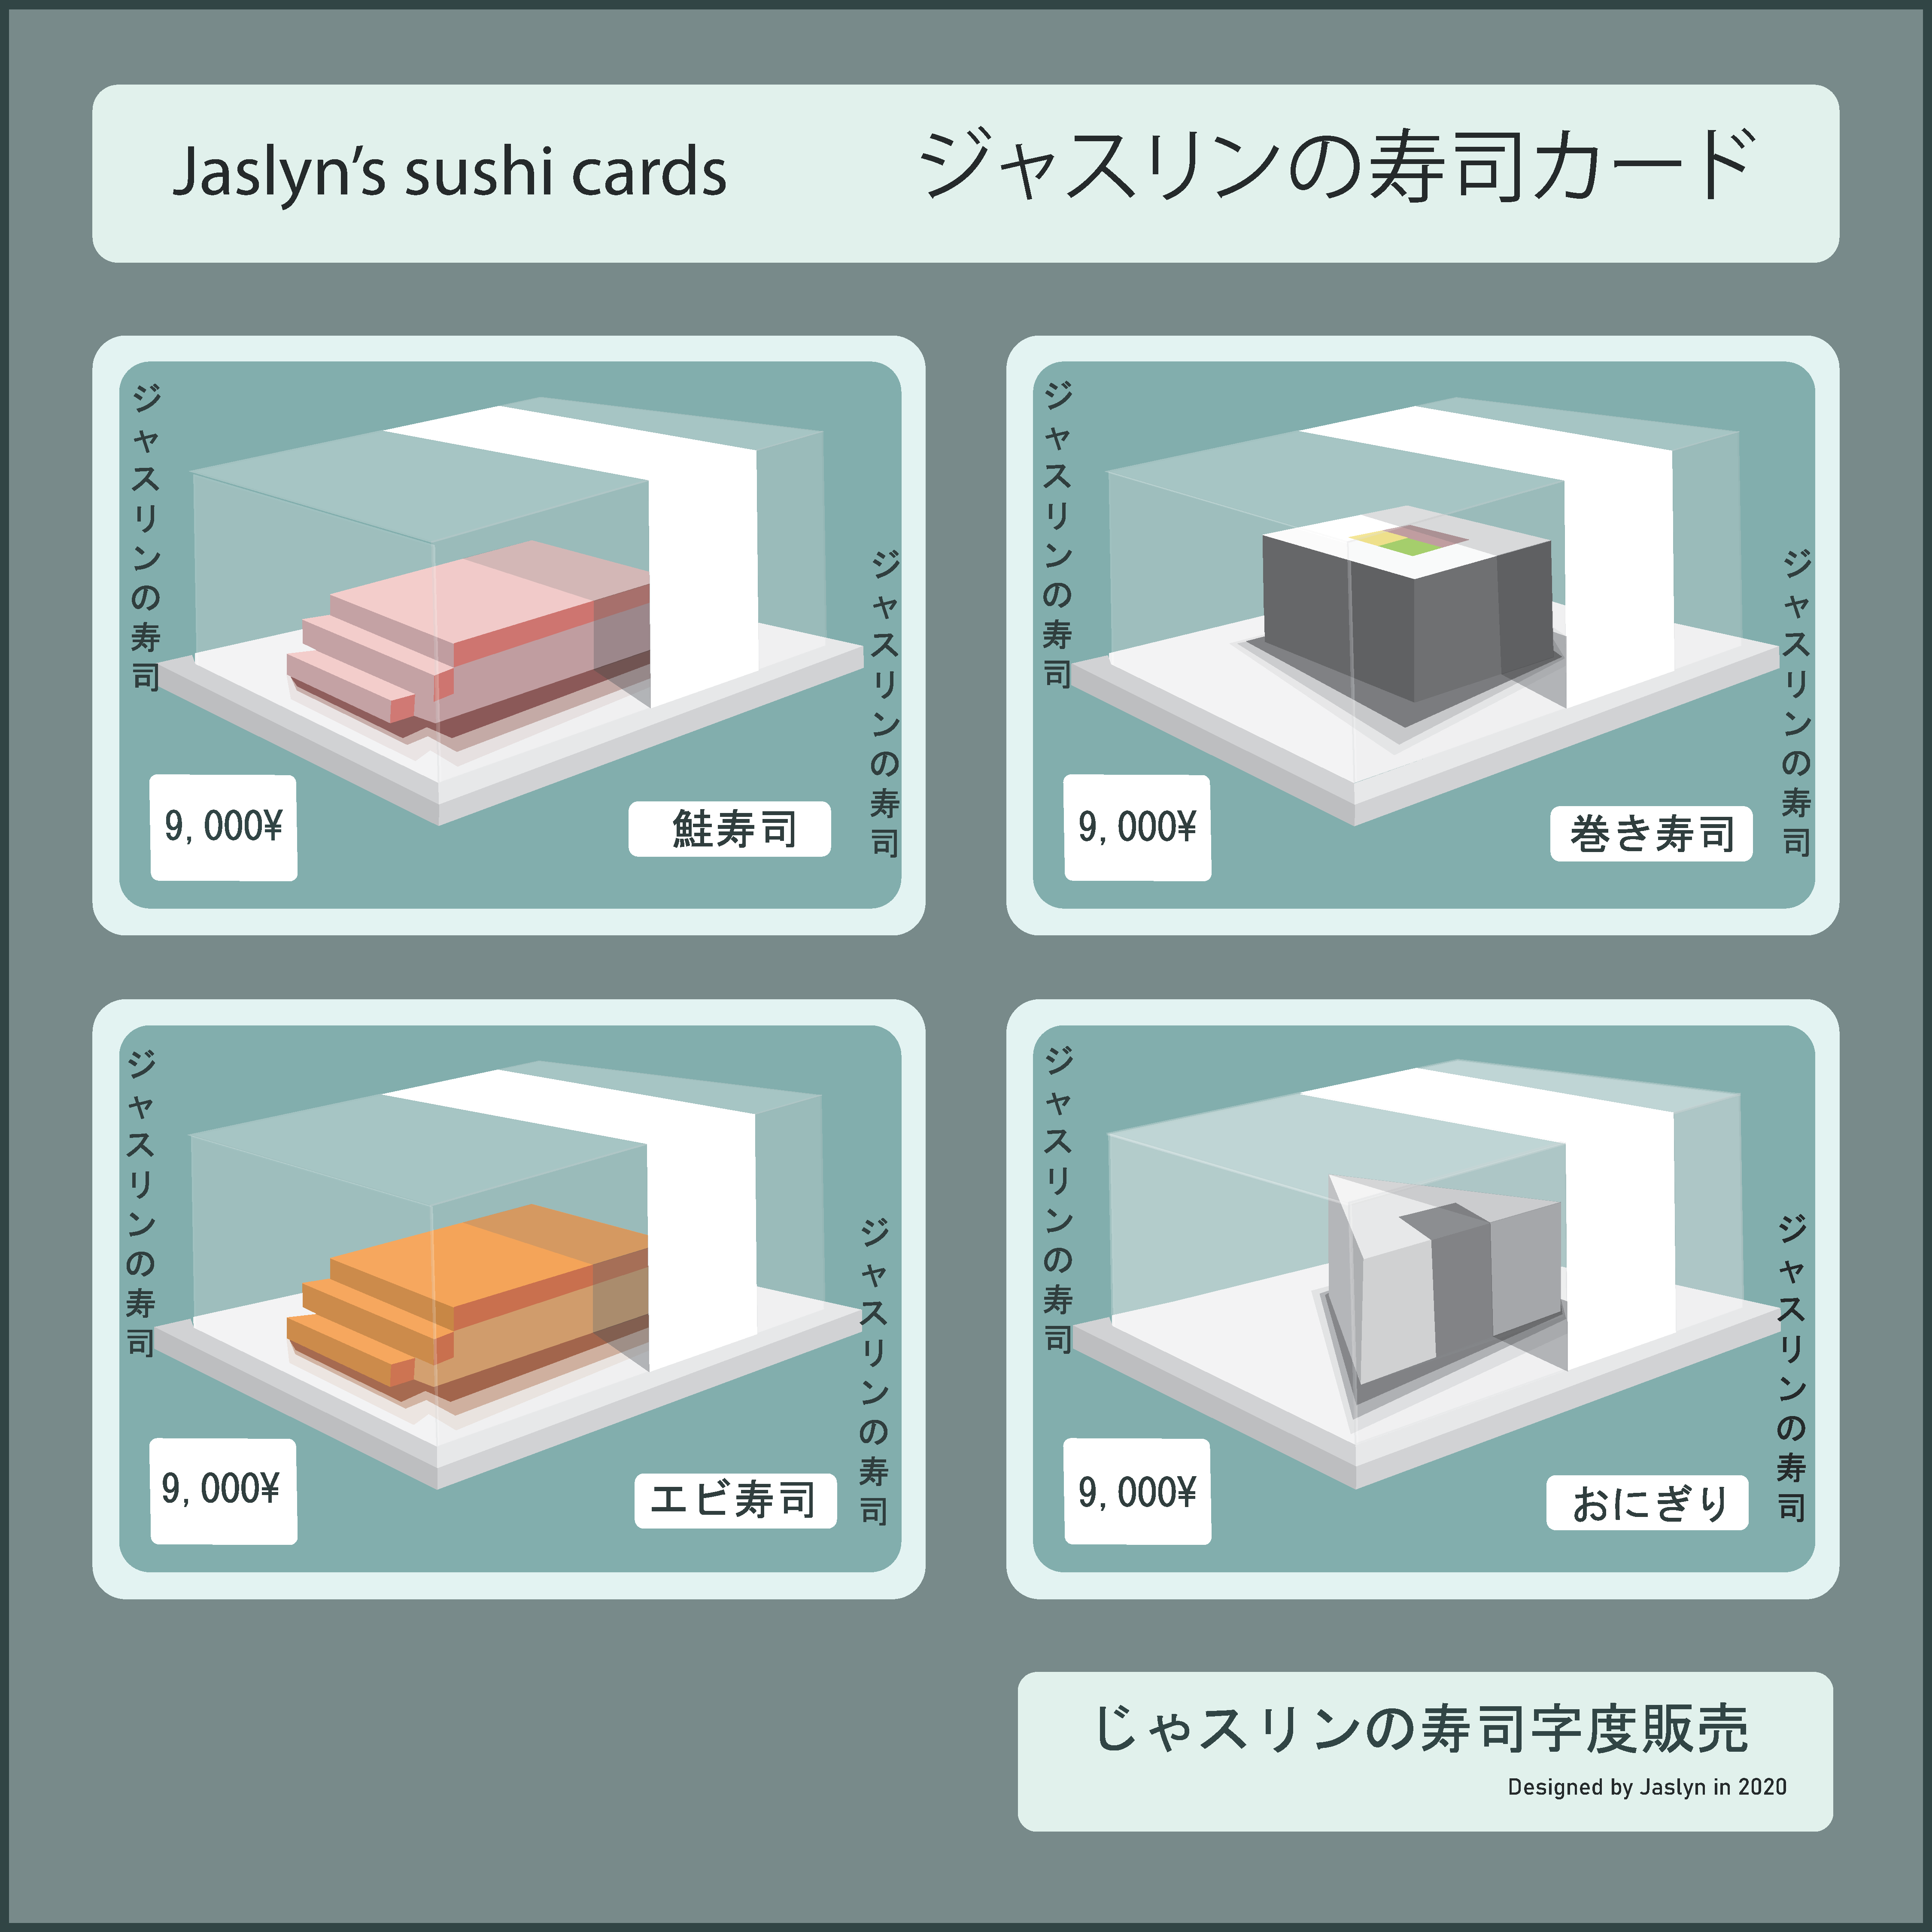 Jaslyn’s sushi cards
ジャスリンの寿司カード
ジャスリンの寿司
ジャスリンの寿司
9,000¥
鮭寿司
ジャスリンの寿司
ジャスリンの寿司
9,000¥
巻き寿司
ジャスリンの寿司
ジャスリンの寿司
9,000¥
エビ寿司
ジャスリンの寿司
ジャスリンの寿司
9,000¥
おにぎり
じゃスリンの寿司字度販売
Designed by Jaslyn in 2020